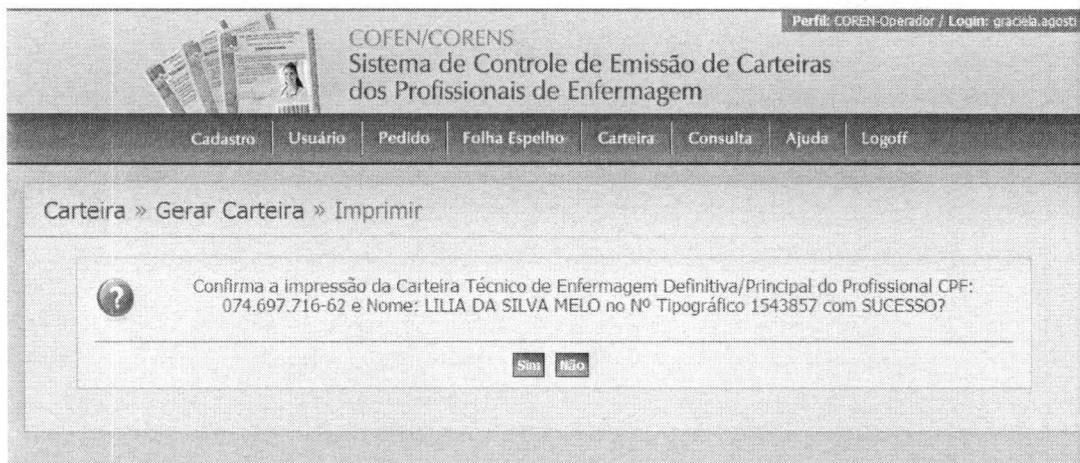 Perfil: COREN-Operador / Login: graciela.agosti
COFEN/CORENS
Sistema de Controle de Emissão de Carteiras
dos Profissionais de Enfermagem
Cadastro Usuário Pedido Folha Espelho Carteira Consulta Ajuda Logoff
Carteira » Gerar Carteira » Imprimir
Confirma a impressão da Carteira Técnico de Enfermagem Definitiva/Principal do Profissional CPF:
074.697.716-62 e Nome: LILIA DA SILVA MELO no Nº Tipográfico 1543857 com SUCESSO?
Sim Não